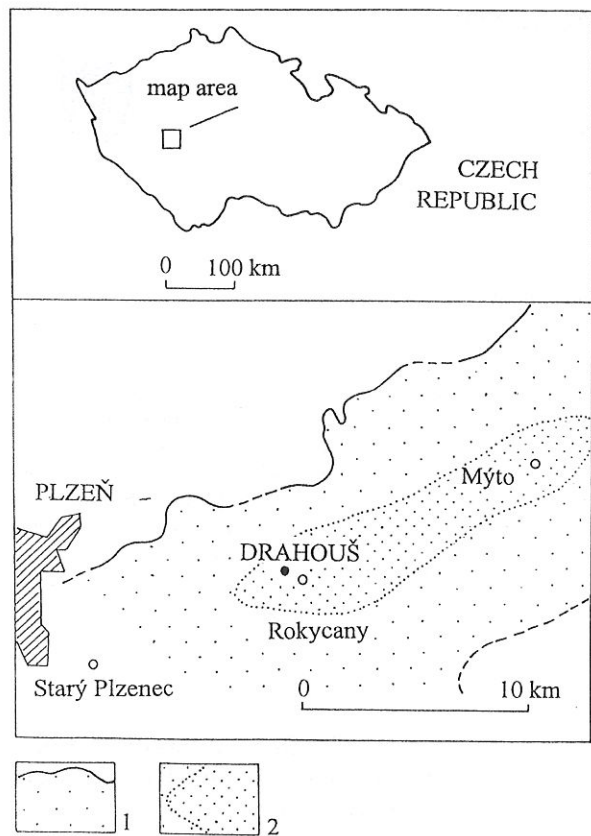 map area
CZECH
REPUBLIC
0 100 km
PLZEŇ
Mýto
DRAHOUŠ
Rokycany
Starý Plzenec
0 10 km
1 2